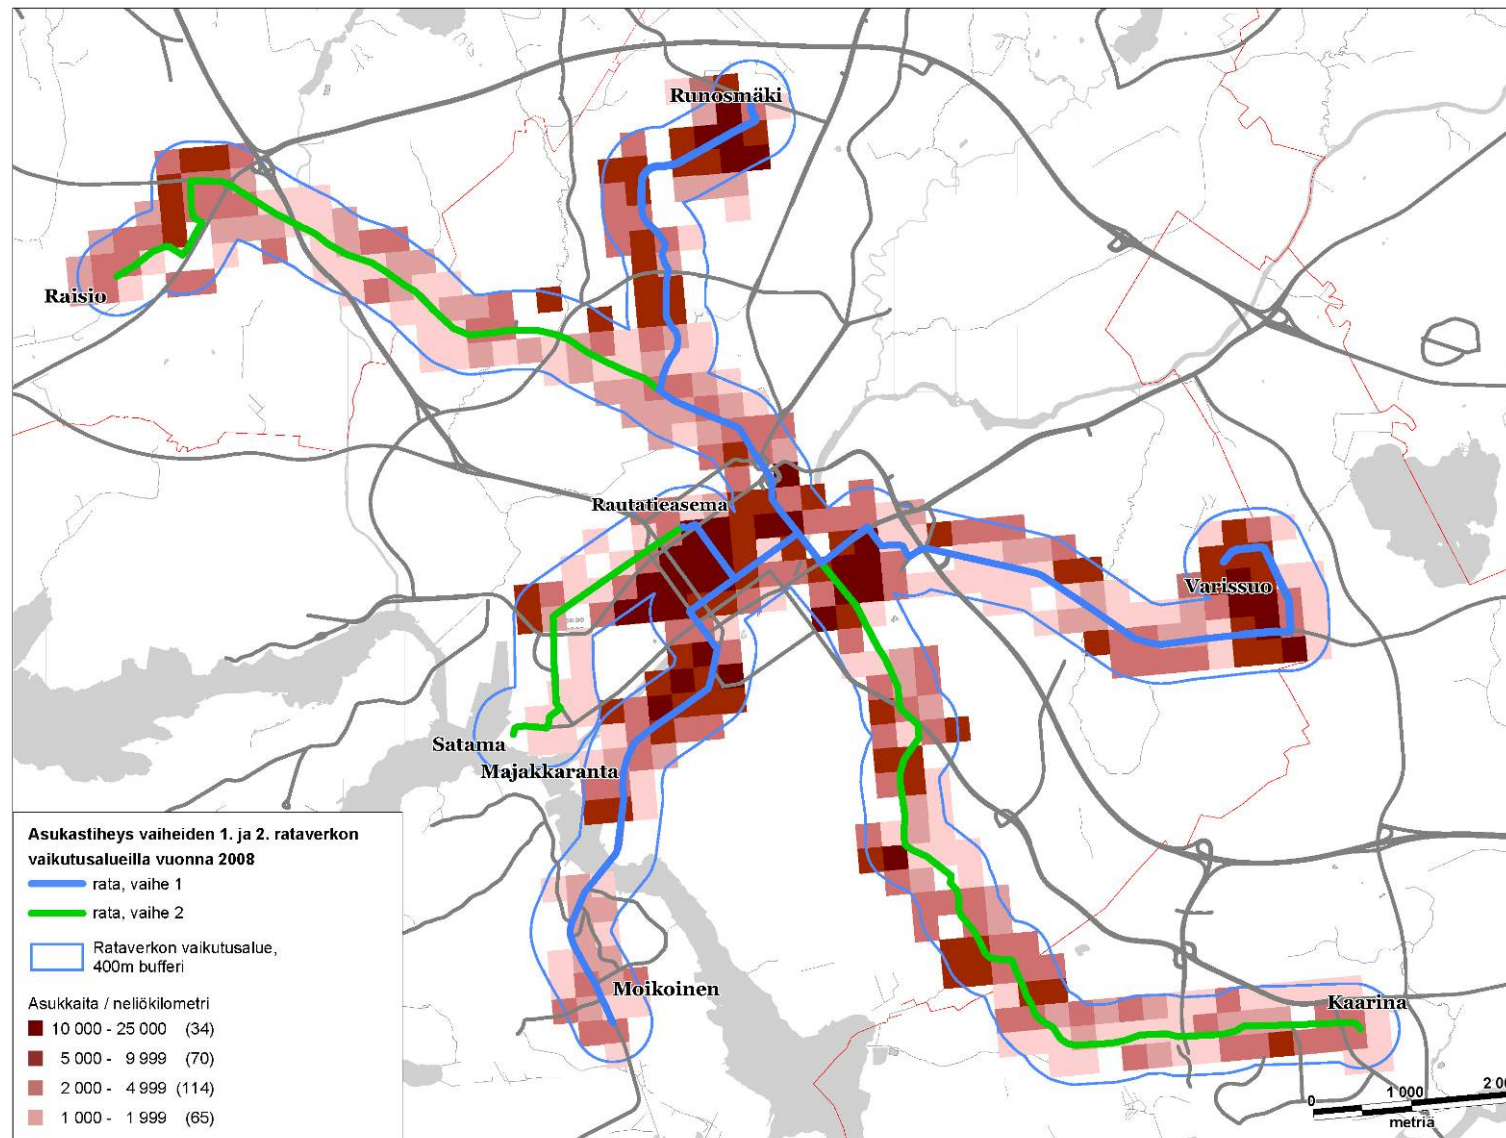 Runosmäki
Raisio
Rautatieasema
Varissuo
Satama
Majakkaranta
Moikoinen
Kaarina
Asukastiheys vaiheiden 1. ja 2. rataverkon
vaikutusalueilla vuonna 2008
rata, vaihe 1
rata, vaihe 2
Rataverkon vaikutusalue,
400m bufferi
Asukkaita / neliökilometri
10 000 - 25 000 (34)
5 000 - 9 999 (70)
2 000 - 4 999 (114)
1 000 - 1 999 (65)
0 1 000
metriä